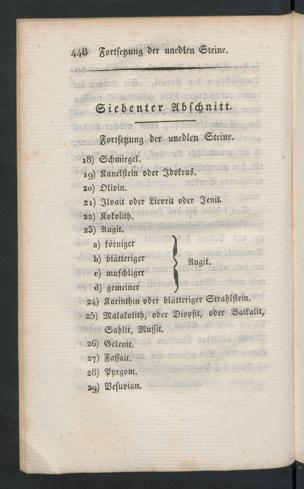 448 Fortsetzung der unedlen Steine.
Siebenter Abschnitt.
Fortsetzung der unedlen Steine.
18) Schmirgel.
19) Kanelstein oder Idokras.
20) Olivin.
21) Ilvait oder Lievrit oder Jenit.
22) Kokolith.
23) Augit.
a) körniger
b) blätteriger
c) muschliger
d) gemeiner
Augit.
24) Karinthin oder blätteriger Strahlstein.
25) Malakolith, oder Diopsit, oder Baikalit,
Sahlit, Mussit.
26) Gelenit.
27) Fassait.
28) Pyrgom.
29) Vesuvian.